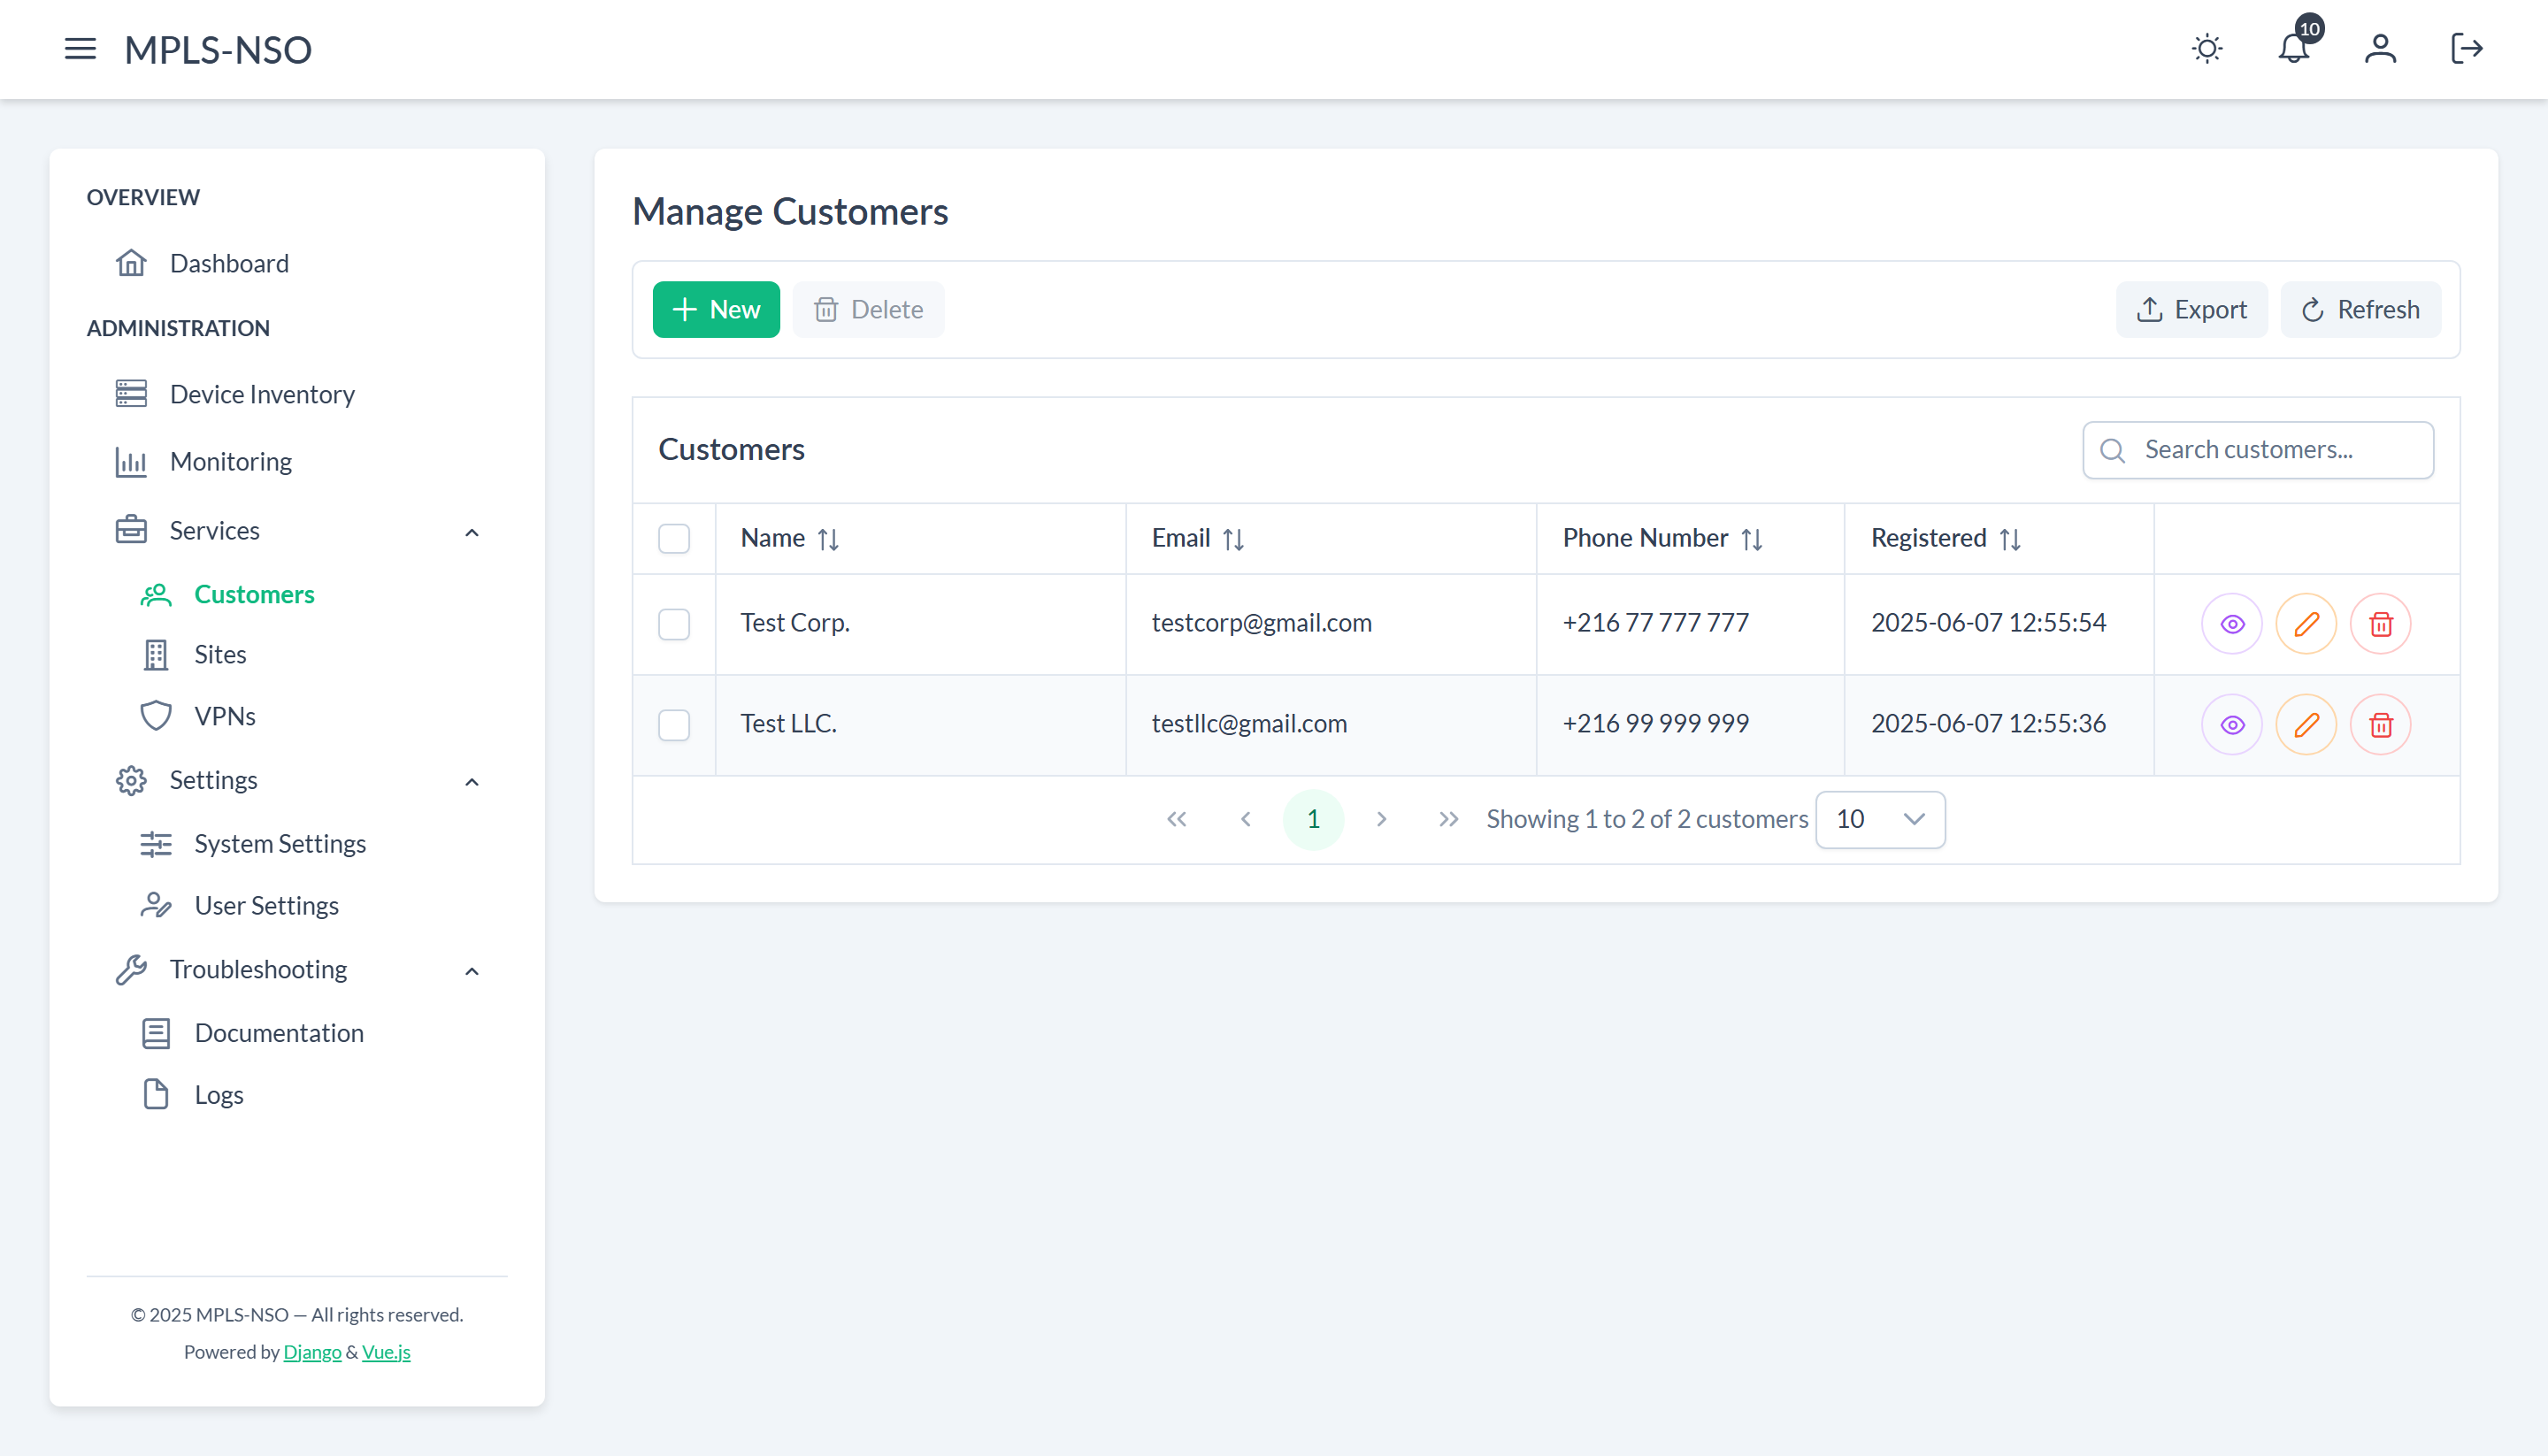 MPLS-NSO
10
OVERVIEW
Dashboard
ADMINISTRATION
Device Inventory
Monitoring
Services
Customers
Sites
VPNs
Settings
System Settings
User Settings
Troubleshooting
Documentation
Logs
© 2025 MPLS-NSO — All rights reserved.
Powered by Django & Vue.js
Manage Customers
New Delete Export Refresh
Customers Search customers...
Name Email Phone Number Registered
Test Corp. testcorp@gmail.com +216 77 777 777 2025-06-07 12:55:54
Test LLC. testllc@gmail.com +216 99 999 999 2025-06-07 12:55:36
1 Showing 1 to 2 of 2 customers 10